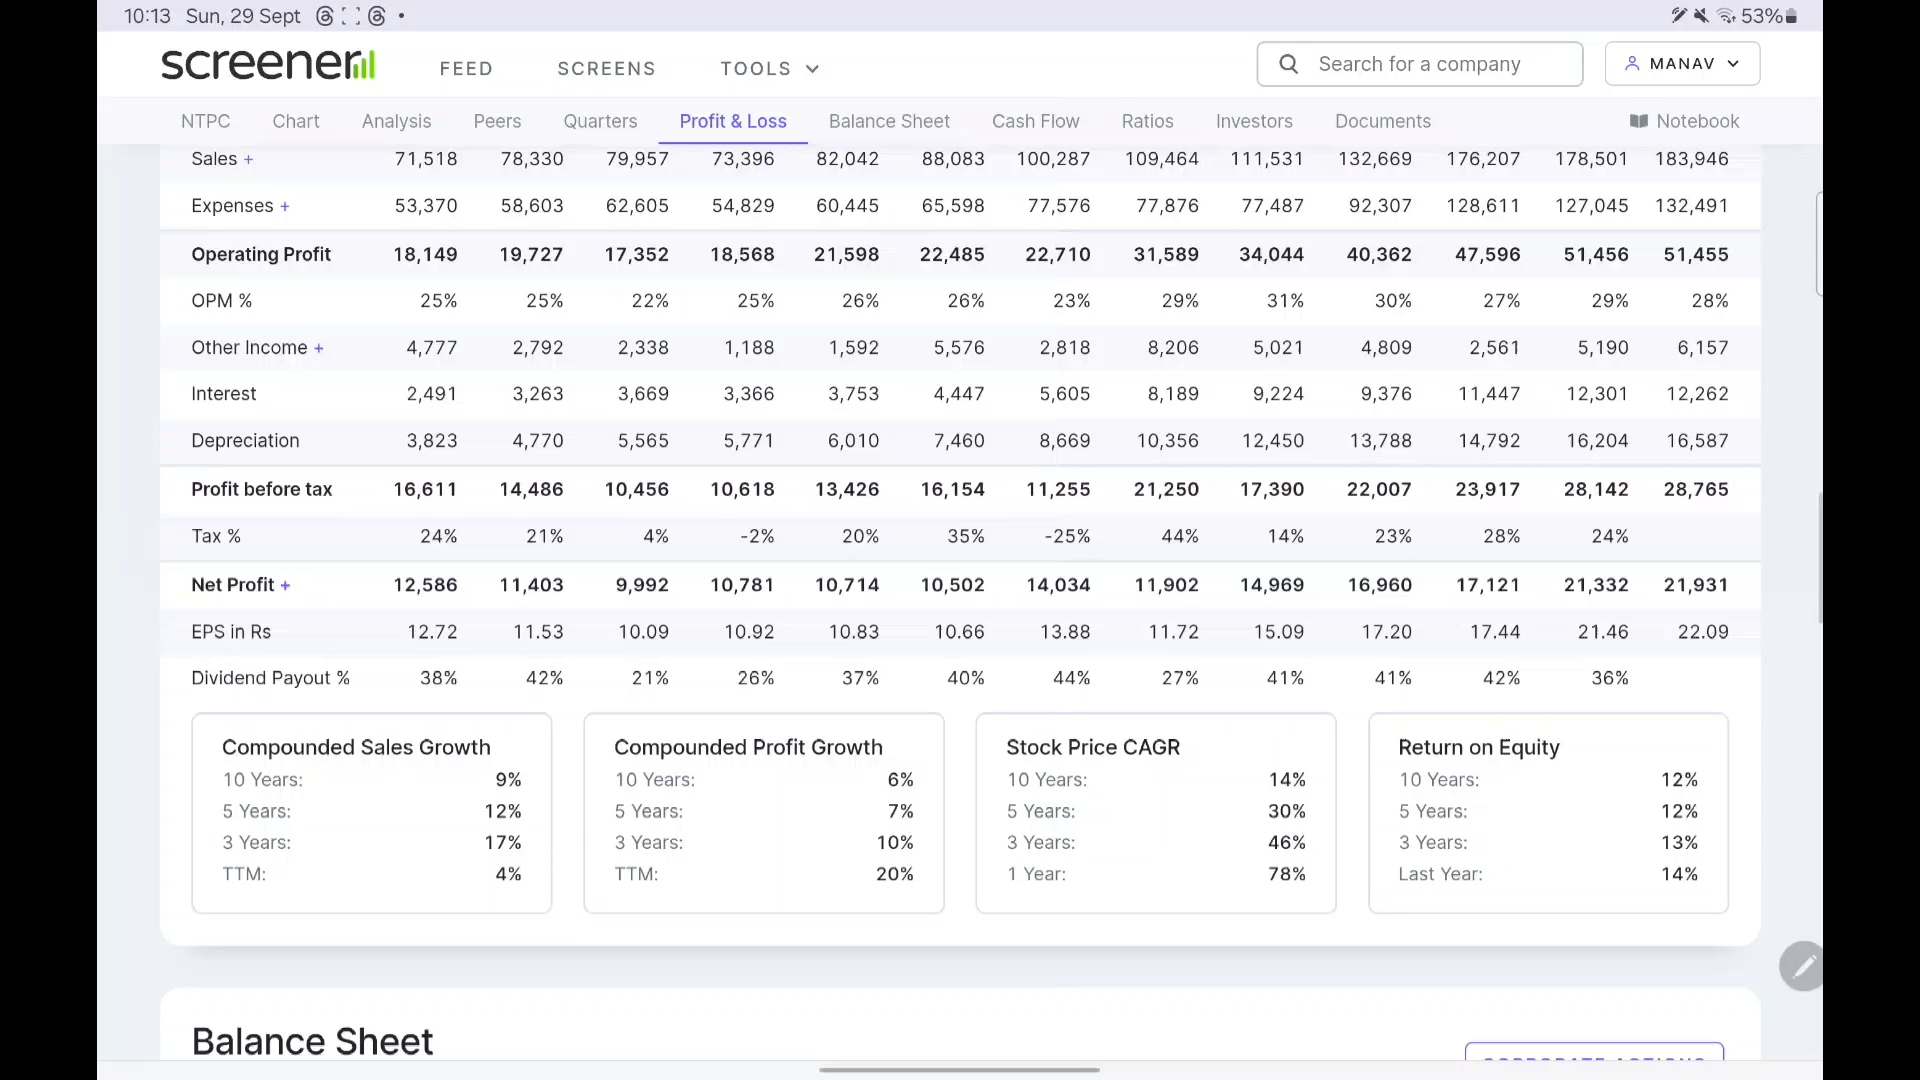 10:13 Sun, 29 Sept 53%
screener FEED SCREENS TOOLS Search for a company MANAV
NTPC Chart Analysis Peers Quarters Profit & Loss Balance Sheet Cash Flow Ratios Investors Documents Notebook
Sales + 71,518 78,330 79,957 73,396 82,042 88,083 100,287 109,464 111,531 132,669 176,207 178,501 183,946
Expenses + 53,370 58,603 62,605 54,829 60,445 65,598 77,576 77,876 77,487 92,307 128,611 127,045 132,491
Operating Profit 18,149 19,727 17,352 18,568 21,598 22,485 22,710 31,589 34,044 40,362 47,596 51,456 51,455
OPM % 25% 25% 22% 25% 26% 26% 23% 29% 31% 30% 27% 29% 28%
Other Income + 4,777 2,792 2,338 1,188 1,592 5,576 2,818 8,206 5,021 4,809 2,561 5,190 6,157
Interest 2,491 3,263 3,669 3,366 3,753 4,447 5,605 8,189 9,224 9,376 11,447 12,301 12,262
Depreciation 3,823 4,770 5,565 5,771 6,010 7,460 8,669 10,356 12,450 13,788 14,792 16,204 16,587
Profit before tax 16,611 14,486 10,456 10,618 13,426 16,154 11,255 21,250 17,390 22,007 23,917 28,142 28,765
Tax % 24% 21% 4% -2% 20% 35% -25% 44% 14% 23% 28% 24%
Net Profit + 12,586 11,403 9,992 10,781 10,714 10,502 14,034 11,902 14,969 16,960 17,121 21,332 21,931
EPS in Rs 12.72 11.53 10.09 10.92 10.83 10.66 13.88 11.72 15.09 17.20 17.44 21.46 22.09
Dividend Payout % 38% 42% 21% 26% 37% 40% 44% 27% 41% 41% 42% 36%
Compounded Sales Growth
10 Years: 9%
5 Years: 12%
3 Years: 17%
TTM: 4%
Compounded Profit Growth
10 Years: 6%
5 Years: 7%
3 Years: 10%
TTM: 20%
Stock Price CAGR
10 Years: 14%
5 Years: 30%
3 Years: 46%
1 Year: 78%
Return on Equity
10 Years: 12%
5 Years: 12%
3 Years: 13%
Last Year: 14%
Balance Sheet
CORPORATE ACTIONS